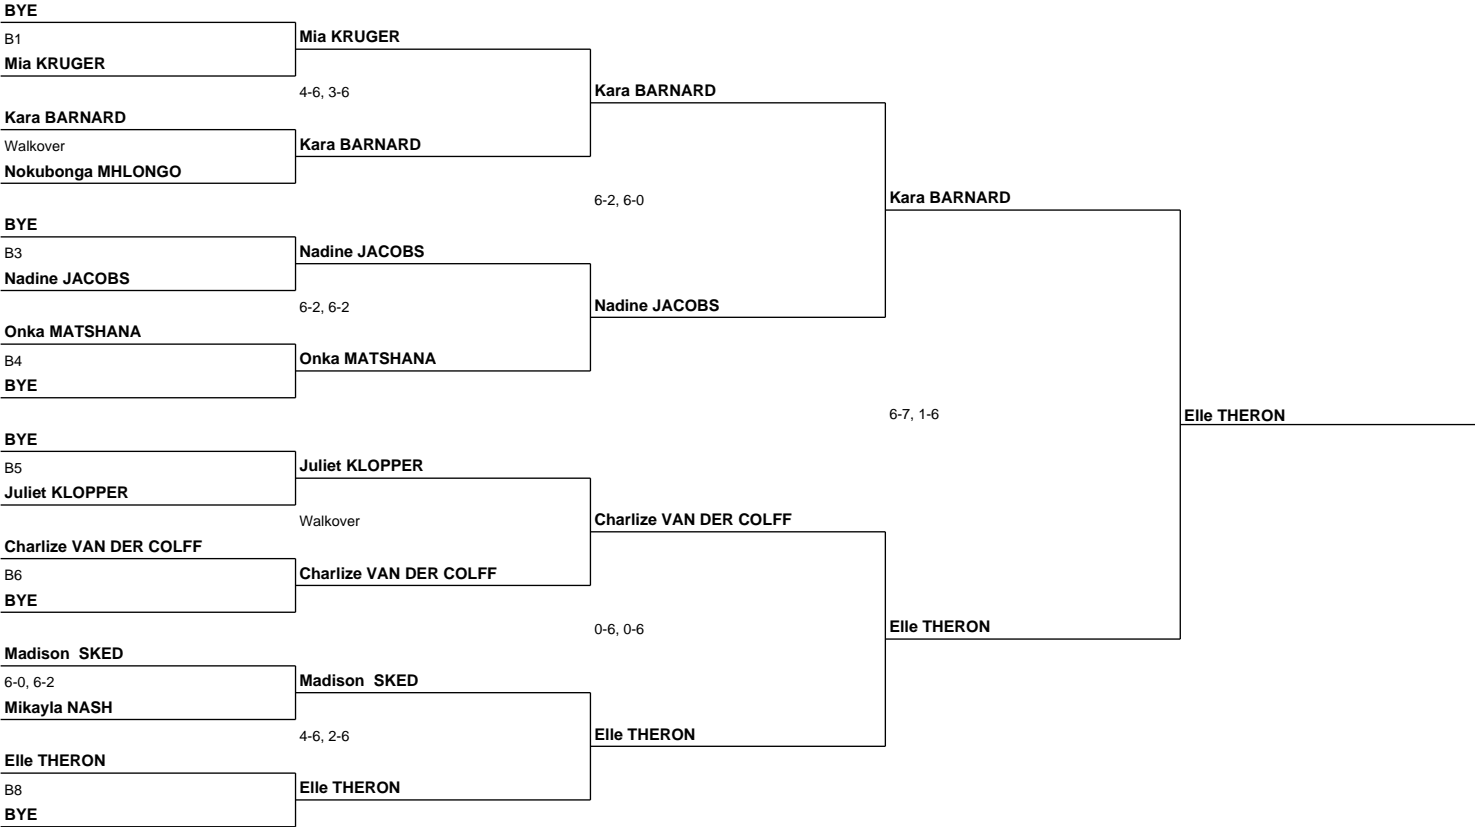 BYE
B1
Mia KRUGER
Mia KRUGER
4-6, 3-6
Kara BARNARD
Kara BARNARD
Walkover
Nokubonga MHLONGO
Kara BARNARD
6-2, 6-0
Kara BARNARD
BYE
B3
Nadine JACOBS
Nadine JACOBS
6-2, 6-2
Nadine JACOBS
Onka MATSHANA
B4
BYE
Onka MATSHANA
6-7, 1-6
Elle THERON
BYE
B5
Juliet KLOPPER
Juliet KLOPPER
Walkover
Charlize VAN DER COLFF
Charlize VAN DER COLFF
B6
BYE
Charlize VAN DER COLFF
0-6, 0-6
Elle THERON
Madison  SKED
6-0, 6-2
Mikayla NASH
Madison  SKED
4-6, 2-6
Elle THERON
Elle THERON
B8
BYE
Elle THERON